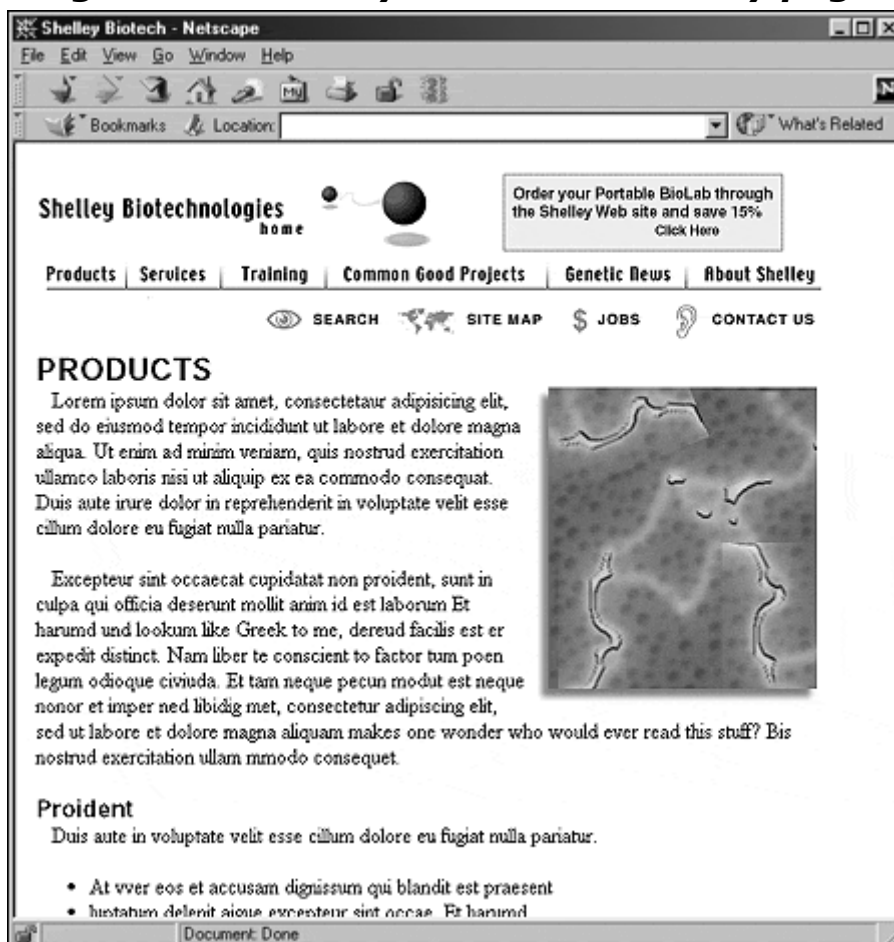 Shelley Biotech - Netscape
File Edit View Go Window Help
My N
Bookmarks Location: What's Related
Shelley Biotechnologies
home
Order your Portable BioLab through
the Shelley Web site and save 15%
Click Here
Products Services Training Common Good Projects Genetic News About Shelley
SEARCH SITE MAP $ JOBS CONTACT US
PRODUCTS
Lorem ipsum dolor sit amet, consectetaur adipisicing elit,
sed do eiusmod tempor incididunt ut labore et dolore magna
aliqua. Ut enim ad minim veniam, quis nostrud exercitation
ullamco laboris nisi ut aliquip ex ea commodo consequat.
Duis aute irure dolor in reprehenderit in voluptate velit esse
cillum dolore eu fugiat nulla pariatur.
Excepteur sint occaecat cupidatat non proident, sunt in
culpa qui officia deserunt mollit anim id est laborum Et
harumd und lookum like Greek to me, dereud facilis est er
expedit distinct. Nam liber te conscient to factor tum poen
legum odioque civiuda. Et tam neque pecun modut est neque
nonor et imper ned libidig met, consectetur adipiscing elit,
sed ut labore et dolore magna aliquam makes one wonder who would ever read this stuff? Bis
nostrud exercitation ullam mmodo consequet.
Proident
Duis aute in voluptate velit esse cillum dolore eu fugiat nulla pariatur.
• At vver eos et accusam dignissum qui blandit est praesent
• luptatum delenit aigue excepteur sint occae. Et harumd
Document: Done